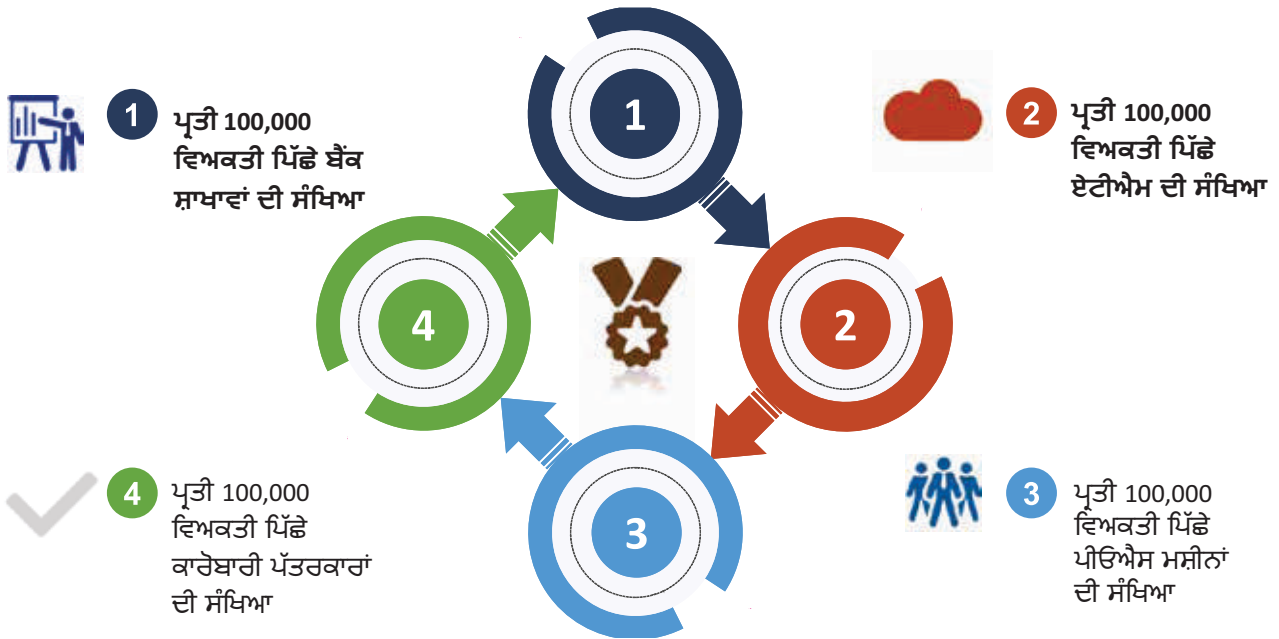 1
1
ਪ੍ਰਤੀ 100,000
ਵਿਅਕਤੀ ਪਿੱਛੇ ਬੈਂਕ
ਸ਼ਾਖਾਵਾਂ ਦੀ ਸੰਖਿਆ
2
2
ਪ੍ਰਤੀ 100,000
ਵਿਅਕਤੀ ਪਿੱਛੇ
ਏਟੀਐਮ ਦੀ ਸੰਖਿਆ
3
3
ਪ੍ਰਤੀ 100,000
ਵਿਅਕਤੀ ਪਿੱਛੇ
ਪੀਓਐਸ ਮਸ਼ੀਨਾਂ
ਦੀ ਸੰਖਿਆ
4
4
ਪ੍ਰਤੀ 100,000
ਵਿਅਕਤੀ ਪਿੱਛੇ
ਕਾਰੋਬਾਰੀ ਪੱਤਰਕਾਰਾਂ
ਦੀ ਸੰਖਿਆ